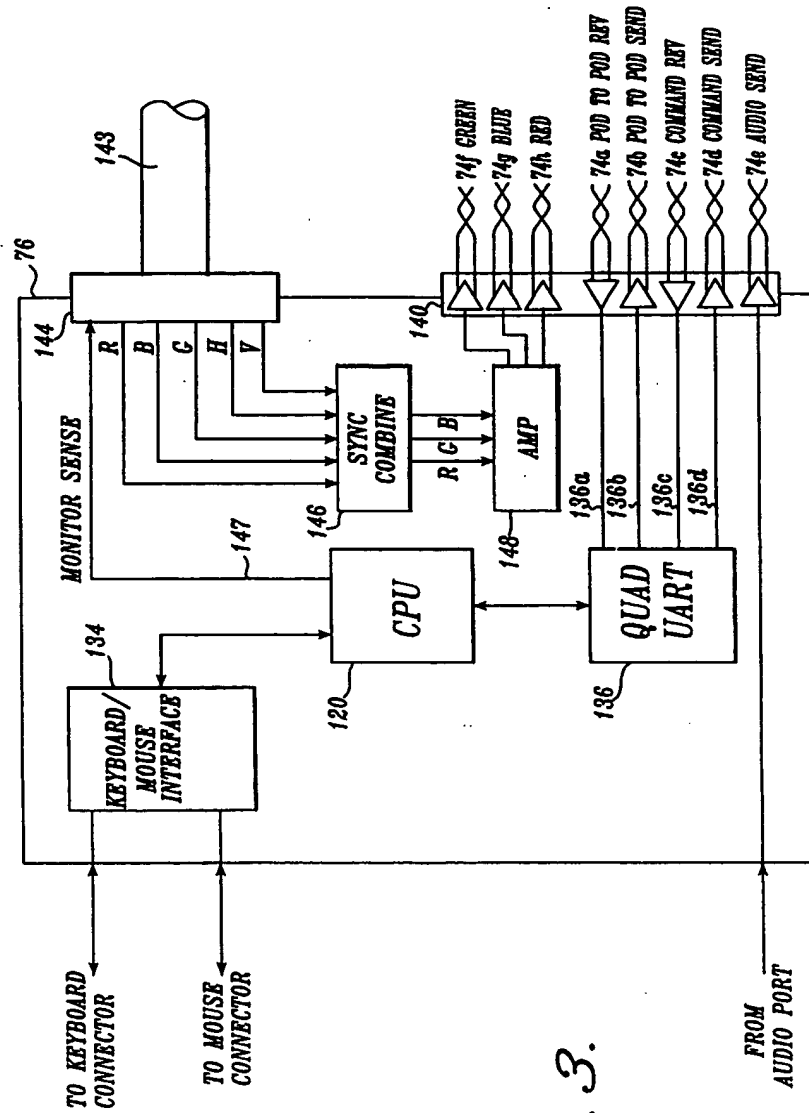 143
76
144
MONITOR SENSE
R
B
G
H
V
147
134
KEYBOARD/
MOUSE
INTERFACE
TO KEYBOARD
CONNECTOR
TO MOUSE
CONNECTOR
SYNC
COMBINE
146
R G B
AMP
148
140
74f GREEN
74g BLUE
74h RED
CPU
120
136a
136b
136c
136d
QUAD
UART
136
74a POD TO POD REV
74b POD TO POD SEND
74c COMMAND REV
74d COMMAND SEND
74e AUDIO SEND
FROM
AUDIO PORT
. 3.